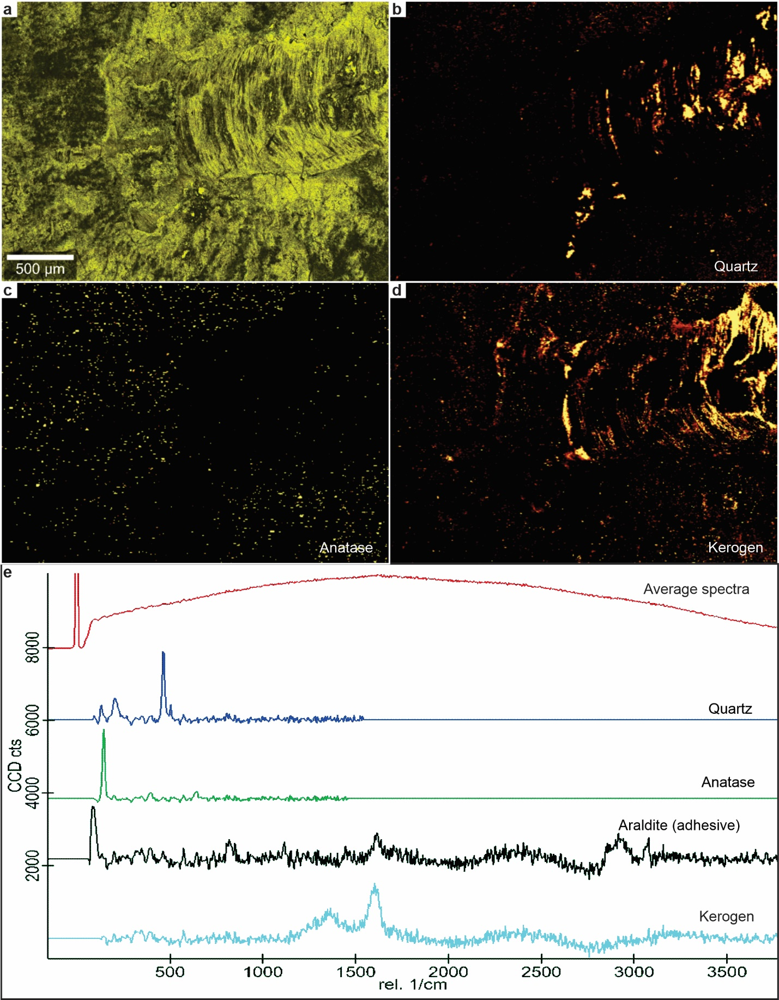 a
b
500 µm
Quartz
c
d
Anatase
Kerogen
e
Average spectra
8000
Quartz
6000
CCD cts
Anatase
4000
Araldite (adhesive)
2000
Kerogen
500 1000 1500 2000 2500 3000 3500
rel. 1/cm